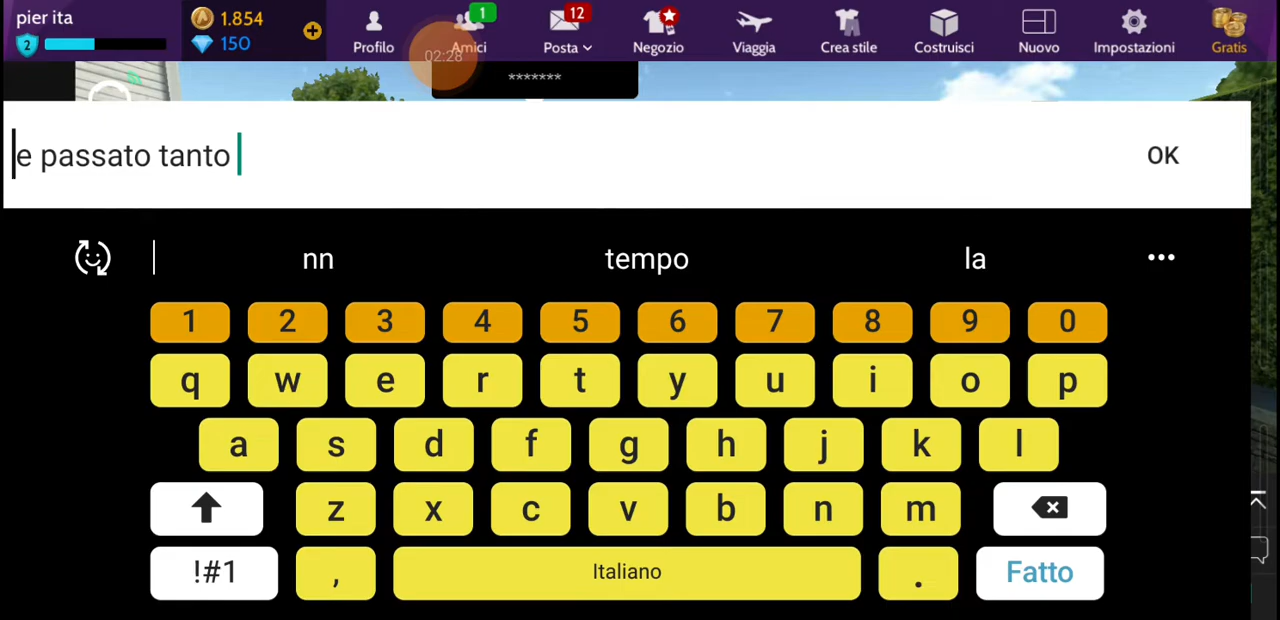 pier ita
2
1.854
150
Profilo
1
Amici
12
Posta
Negozio
Viaggia
Crea stile
Costruisci
Nuovo
Impostazioni
Gratis
02:28
*******
e passato tanto
OK
nn tempo la
1 2 3 4 5 6 7 8 9 0
q w e r t y u i o p
a s d f g h j k l
z x c v b n m
!#1 , Italiano . Fatto